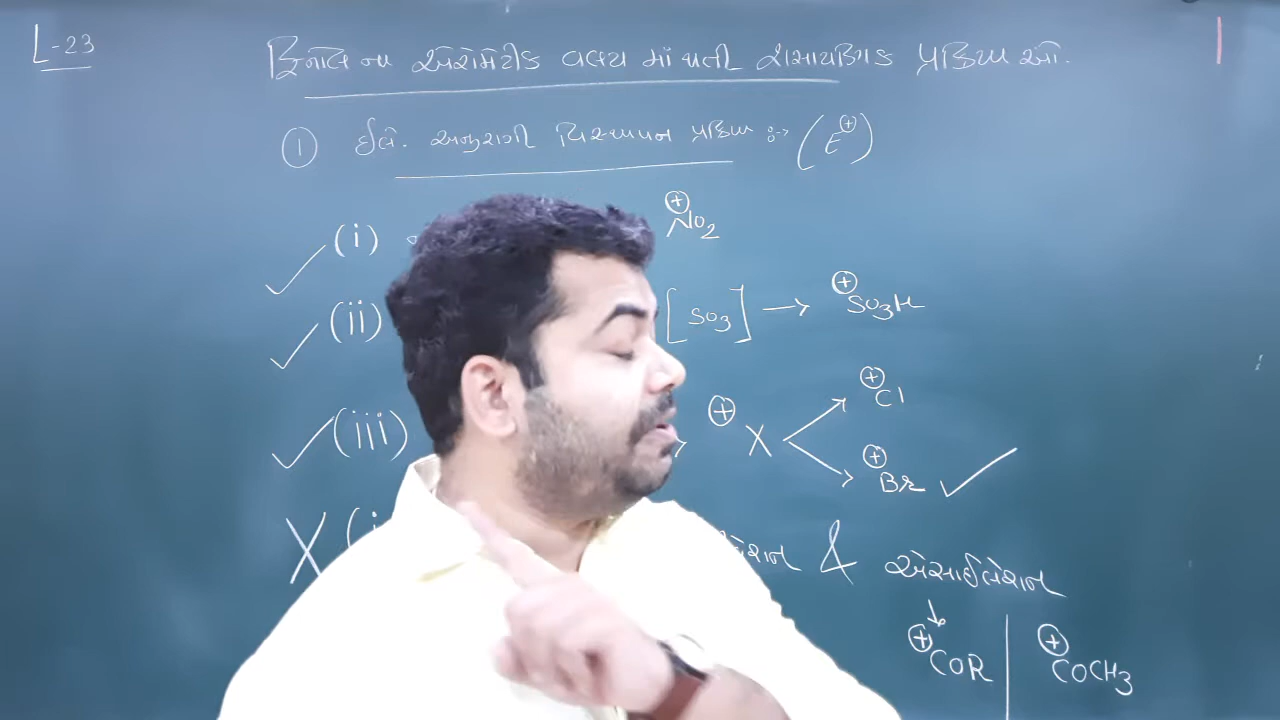 L-23
ફિનોલ ના એરોમેટીક વલય માં થતી રાસાયણિક પ્રક્રિયાઓ.
1
① ઈલે. અનુરાગી વિસ્થાપન પ્રક્રિયા :→ (E⊕)
(i) ⊕NO2
(ii) [SO3] → ⊕SO3H
(iii) ⊕X ⊕Cl
⊕Br
& એસાઈલેશન
⊕COR | ⊕COCH3